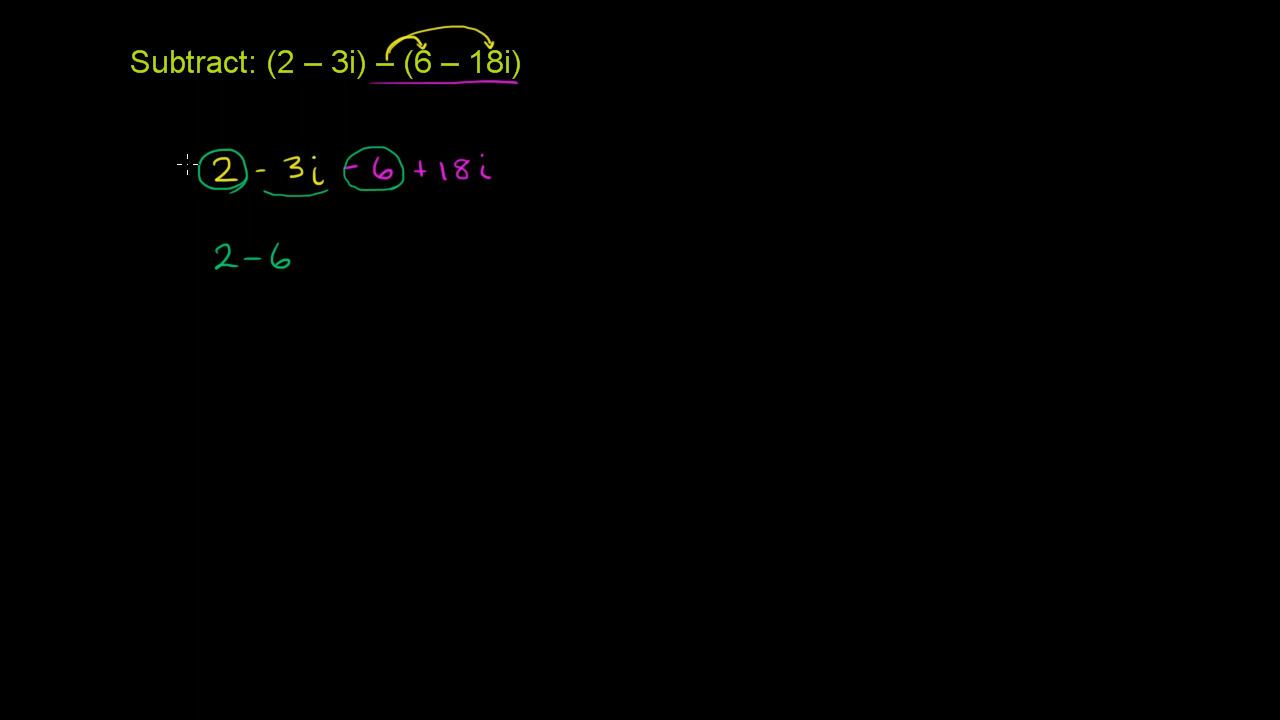 Subtract: (2 – 3i) – (6 – 18i)
2 - 3i - 6 + 18i
2 - 6